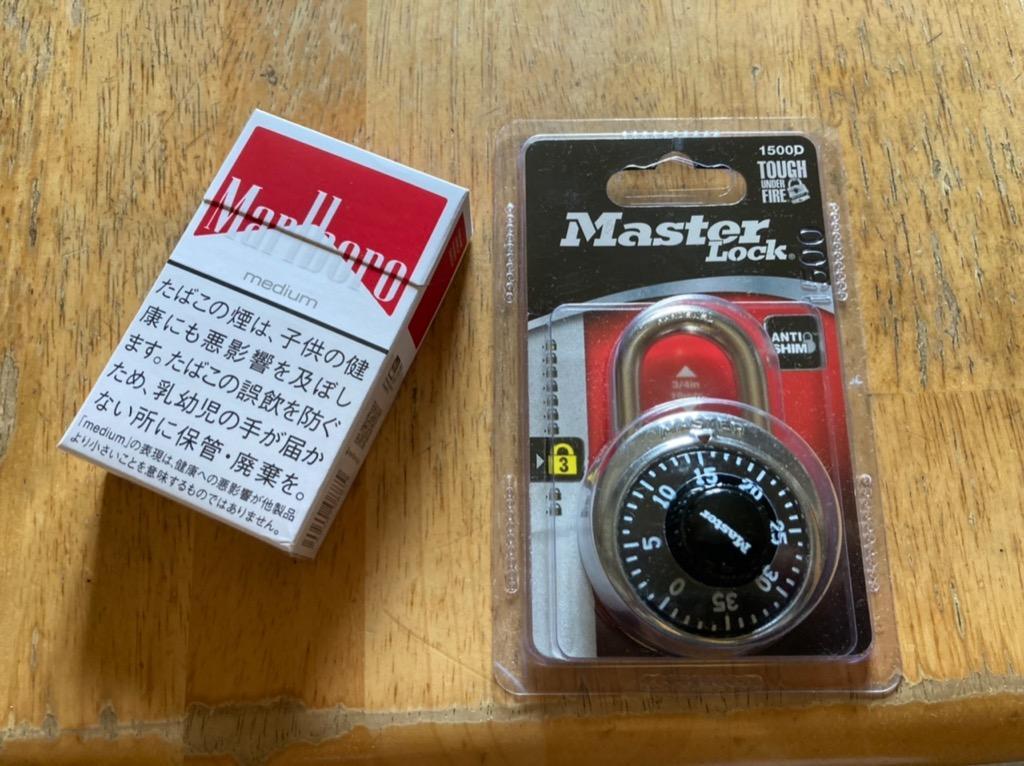 Marlboro
medium
たばこの煙は、子供の健
康にも悪影響を及ぼし
ます。たばこの誤飲を防ぐ
ため、乳幼児の手が届か
ない所に保管・廃棄を。
「medium」の表現は、健康への悪影響が他製品
より小さいことを意味するものではありません。
1500D
TOUGH
UNDER
FIRE
Master
Lock®
ANTI
SHIM
3/4in
3
MASTER
0
5
10
15
20
25
30
35
Master